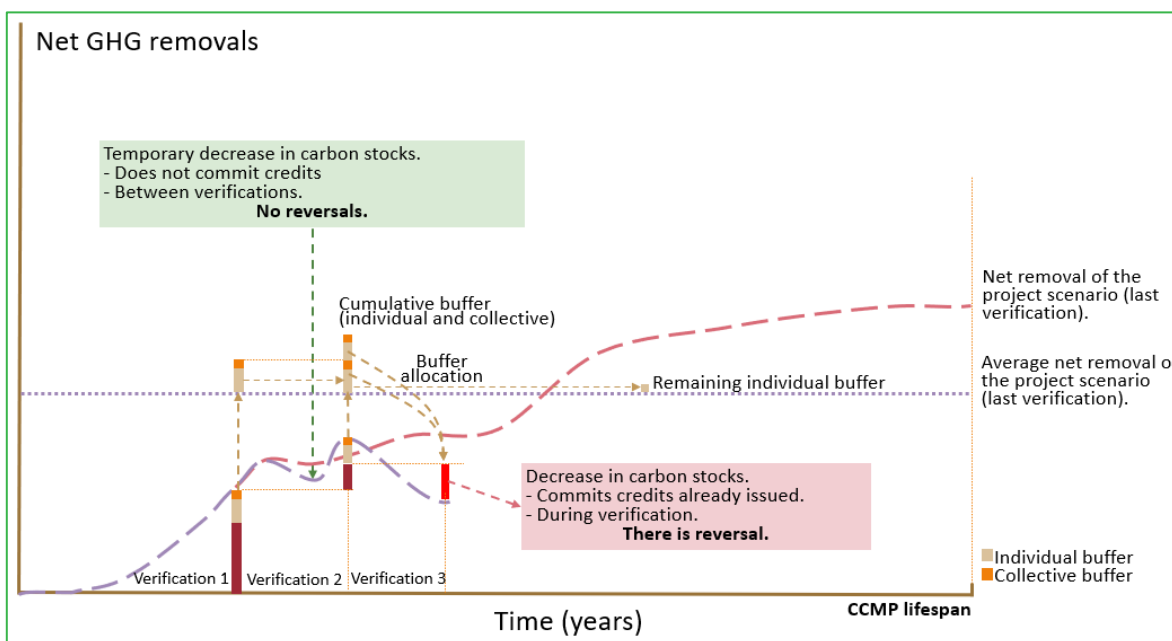 Net GHG removals
Temporary decrease in carbon stocks.
- Does not commit credits
- Between verifications.
No reversals.
Cumulative buffer
(individual and collective)
Buffer
allocation
Remaining individual buffer
Net removal of the
project scenario (last
verification).
Average net removal o
the project scenario
(last verification).
Decrease in carbon stocks.
- Commits credits already issued.
- During verification.
There is reversal.
Individual buffer
Collective buffer
Verification 1
Verification 2
Verification 3
Time (years)
CCMP lifespan